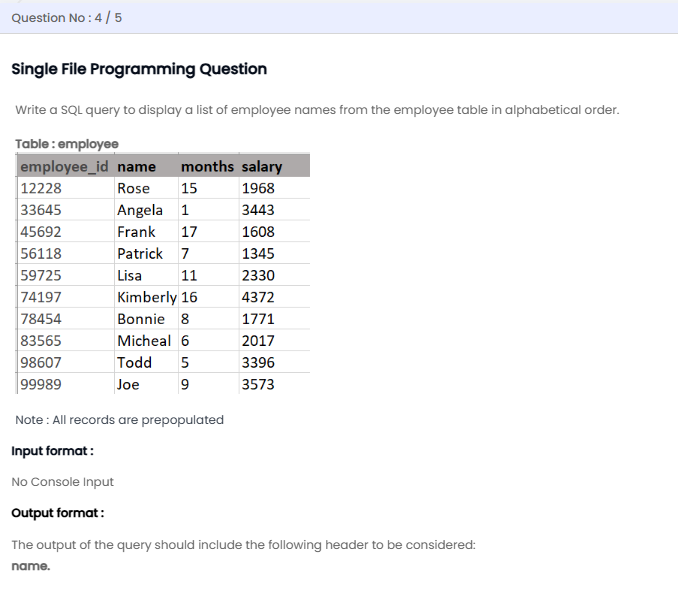 Question No : 4 / 5
Single File Programming Question
Write a SQL query to display a list of employee names from the employee table in alphabetical order.
Table : employee
employee_id name months salary
12228 Rose 15 1968
33645 Angela 1 3443
45692 Frank 17 1608
56118 Patrick 7 1345
59725 Lisa 11 2330
74197 Kimberly 16 4372
78454 Bonnie 8 1771
83565 Micheal 6 2017
98607 Todd 5 3396
99989 Joe 9 3573
Note : All records are prepopulated
Input format :
No Console Input
Output format :
The output of the query should include the following header to be considered:
name.